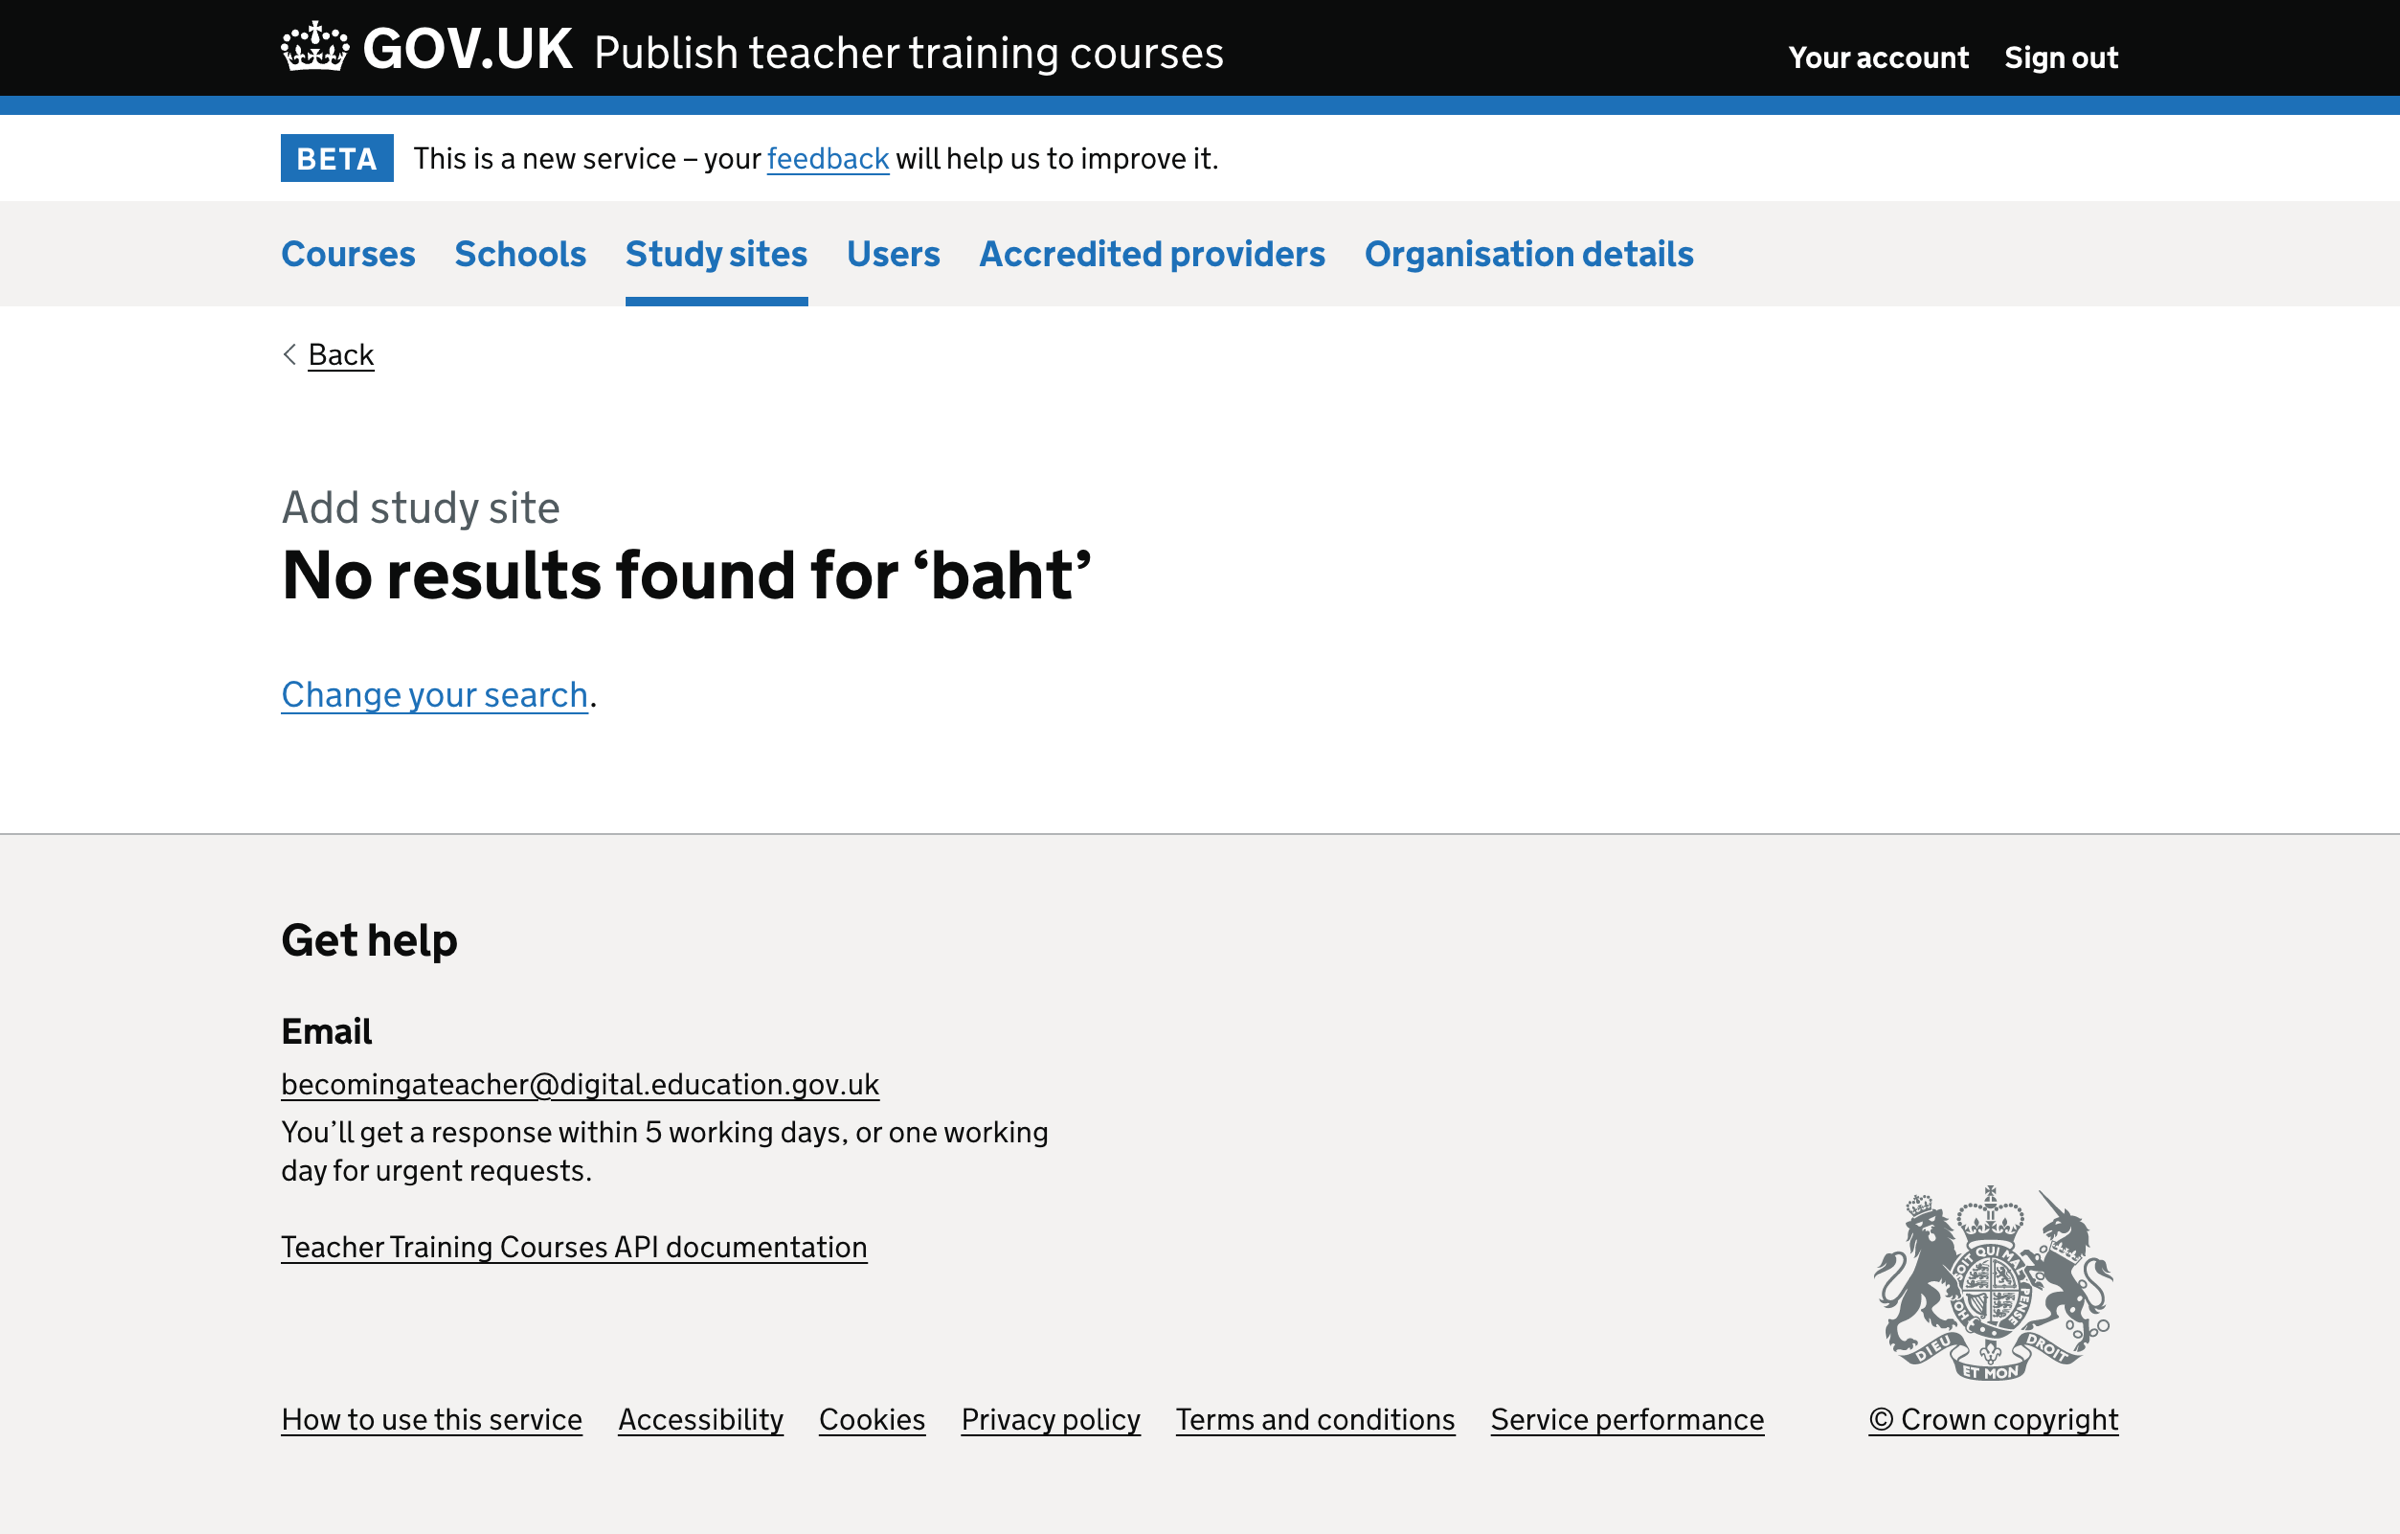 GOV.UK Publish teacher training courses
Your account Sign out
BETA This is a new service – your feedback will help us to improve it.
Courses Schools Study sites Users Accredited providers Organisation details
Back
Add study site
No results found for ‘baht’
Change your search.
Get help
Email
becomingateacher@digital.education.gov.uk
You’ll get a response within 5 working days, or one working
day for urgent requests.
Teacher Training Courses API documentation
DIEU ET MON DROIT
How to use this service Accessibility Cookies Privacy policy Terms and conditions Service performance
© Crown copyright